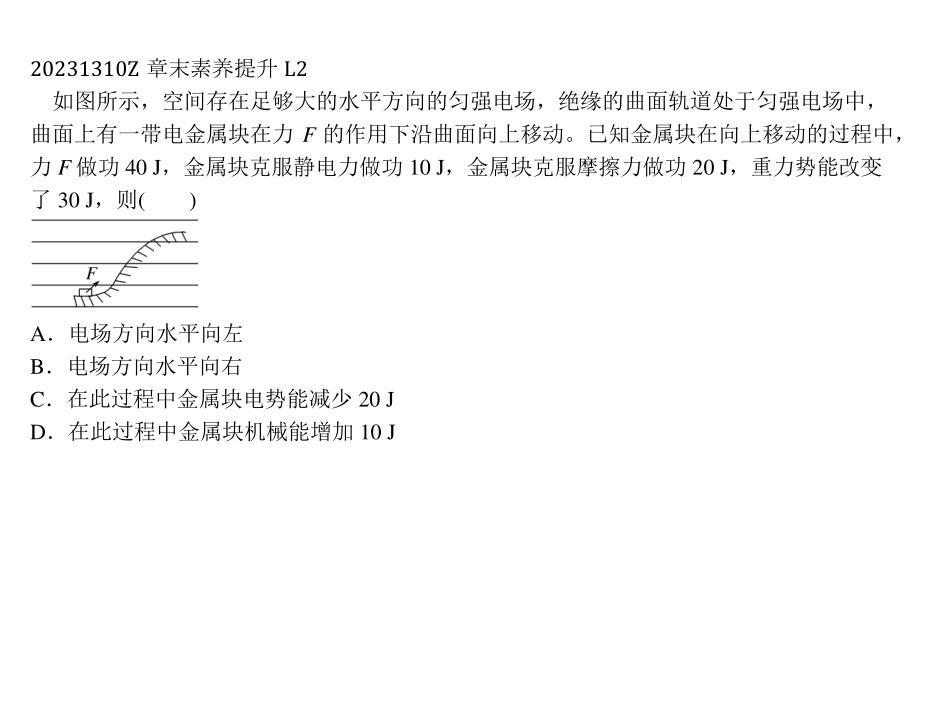 20231310Z 章末素养提升 L2
如图所示，空间存在足够大的水平方向的匀强电场，绝缘的曲面轨道处于匀强电场中，
曲面上有一带电金属块在力 F 的作用下沿曲面向上移动。已知金属块在向上移动的过程中，
力 F 做功 40 J，金属块克服静电力做功 10 J，金属块克服摩擦力做功 20 J，重力势能改变
了 30 J，则(　　)
F
A．电场方向水平向左
B．电场方向水平向右
C．在此过程中金属块电势能减少 20 J
D．在此过程中金属块机械能增加 10 J